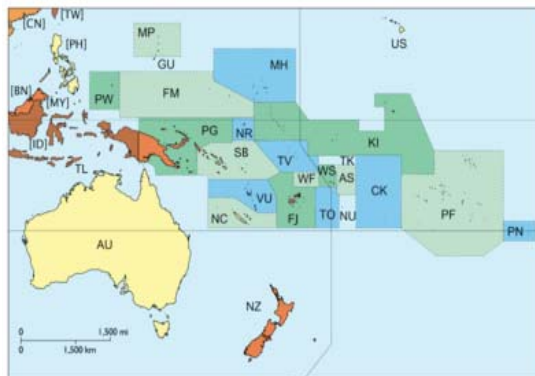 [CN]
[TW]
[PH]
MP
GU
US
[BN]
[MY]
PW
FM
MH
[ID]
PG
NR
KI
TL
SB
TV
TK
WF
WS
AS
CK
VU
PF
NC
FJ
TO
NU
PN
AU
NZ
0 1,500 mi
0 1,500 km